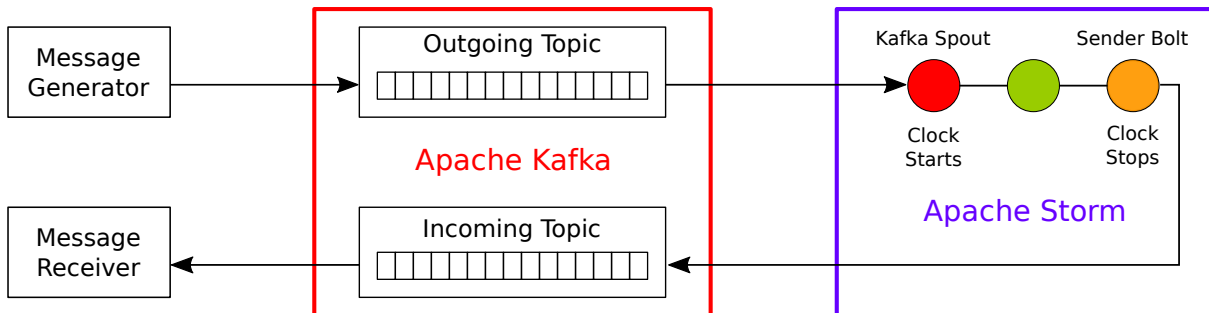 Message
Generator
Outgoing Topic
Kafka Spout
Sender Bolt
Clock
Starts
Clock
Stops
Apache Kafka
Apache Storm
Message
Receiver
Incoming Topic